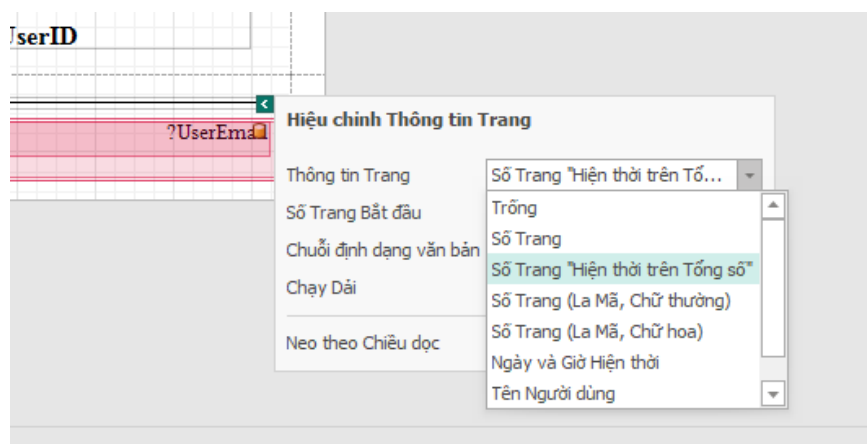 UserID
?UserEmail
Hiệu chỉnh Thông tin Trang
Thông tin Trang
Số Trang "Hiện thời trên Tổ...
Số Trang Bắt đầu
Chuỗi định dạng văn bản
Chạy Dải
Neo theo Chiều dọc
Trống
Số Trang
Số Trang "Hiện thời trên Tổng số"
Số Trang (La Mã, Chữ thường)
Số Trang (La Mã, Chữ hoa)
Ngày và Giờ Hiện thời
Tên Người dùng